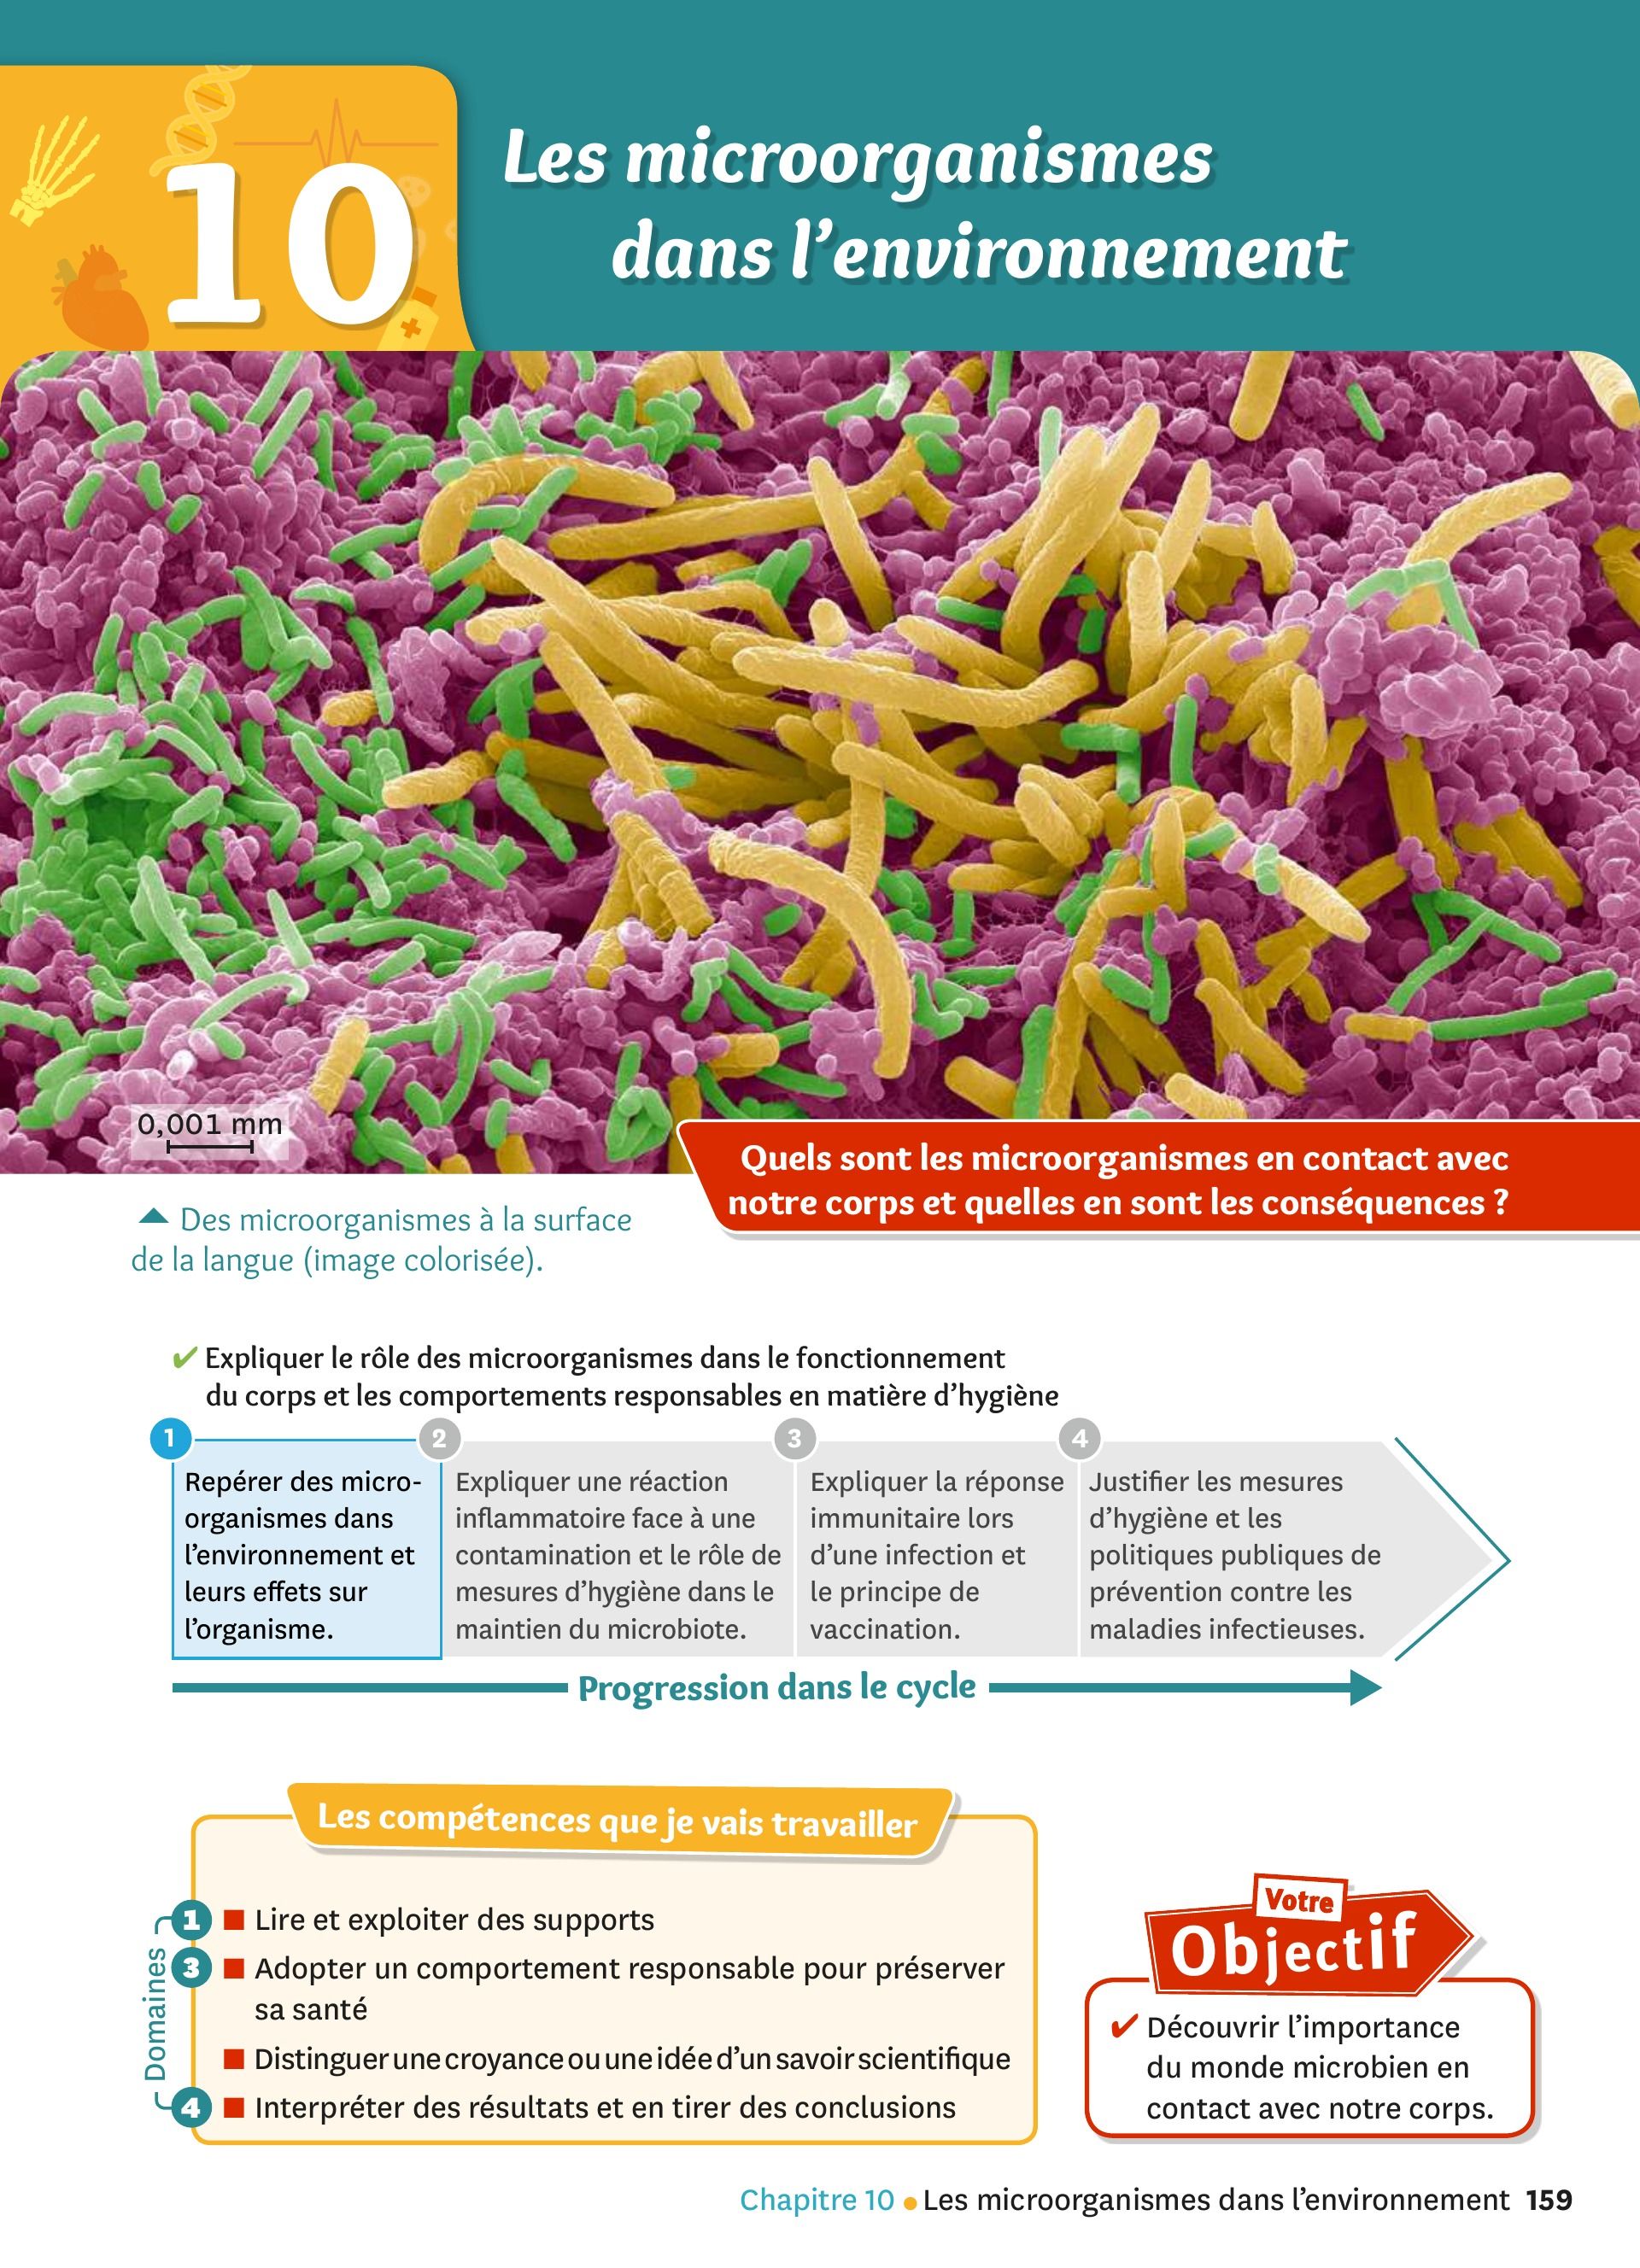 10
Les microorganismes
dans l’environnement
0,001 mm
Quels sont les microorganismes en contact avec
notre corps et quelles en sont les conséquences ?
Des microorganismes à la surface
de la langue (image colorisée).
✔ Expliquer le rôle des microorganismes dans le fonctionnement
du corps et les comportements responsables en matière d’hygiène
1
Repérer des micro-
organismes dans
l’environnement et
leurs effets sur
l’organisme.
2
Expliquer une réaction
inflammatoire face à une
contamination et le rôle de
mesures d’hygiène dans le
maintien du microbiote.
3
Expliquer la réponse
immunitaire lors
d’une infection et
le principe de
vaccination.
4
Justifier les mesures
d’hygiène et les
politiques publiques de
prévention contre les
maladies infectieuses.
Progression dans le cycle
Les compétences que je vais travailler
Domaines
1 ■ Lire et exploiter des supports
3 ■ Adopter un comportement responsable pour préserver
sa santé
■ Distinguer une croyance ou une idée d’un savoir scientifique
4 ■ Interpréter des résultats et en tirer des conclusions
Votre
Objectif
✔ Découvrir l’importance
du monde microbien en
contact avec notre corps.
Chapitre 10 ● Les microorganismes dans l’environnement 159